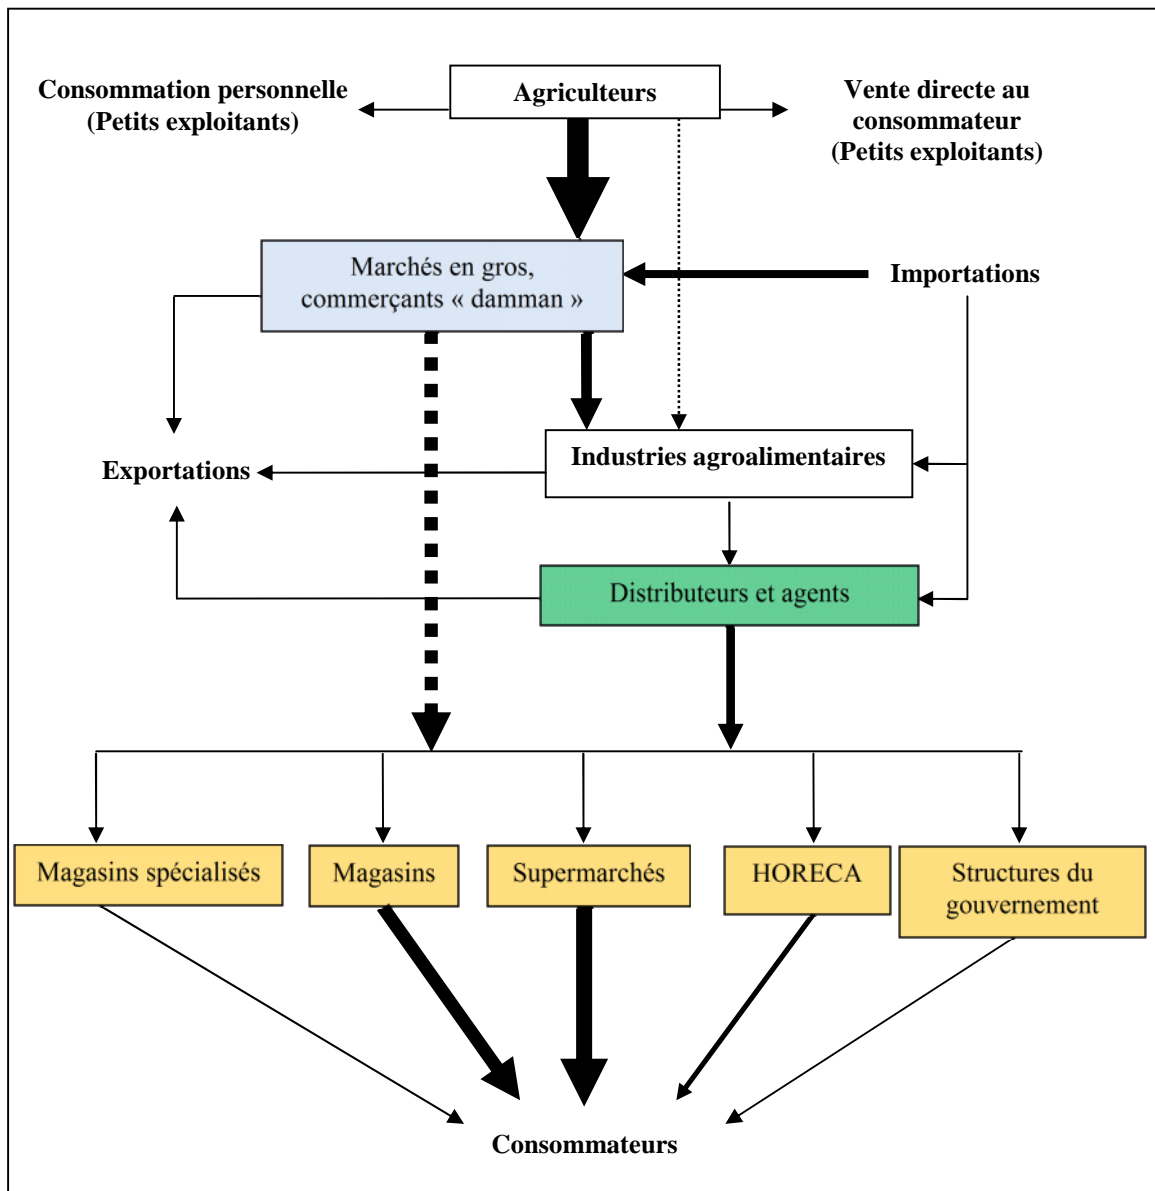 Consommation personnelle
(Petits exploitants)
Agriculteurs
Vente directe au
consommateur
(Petits exploitants)
Marchés en gros,
commerçants « damman »
Importations
Exportations
Industries agroalimentaires
Distributeurs et agents
Magasins spécialisés
Magasins
Supermarchés
HORECA
Structures du
gouvernement
Consommateurs